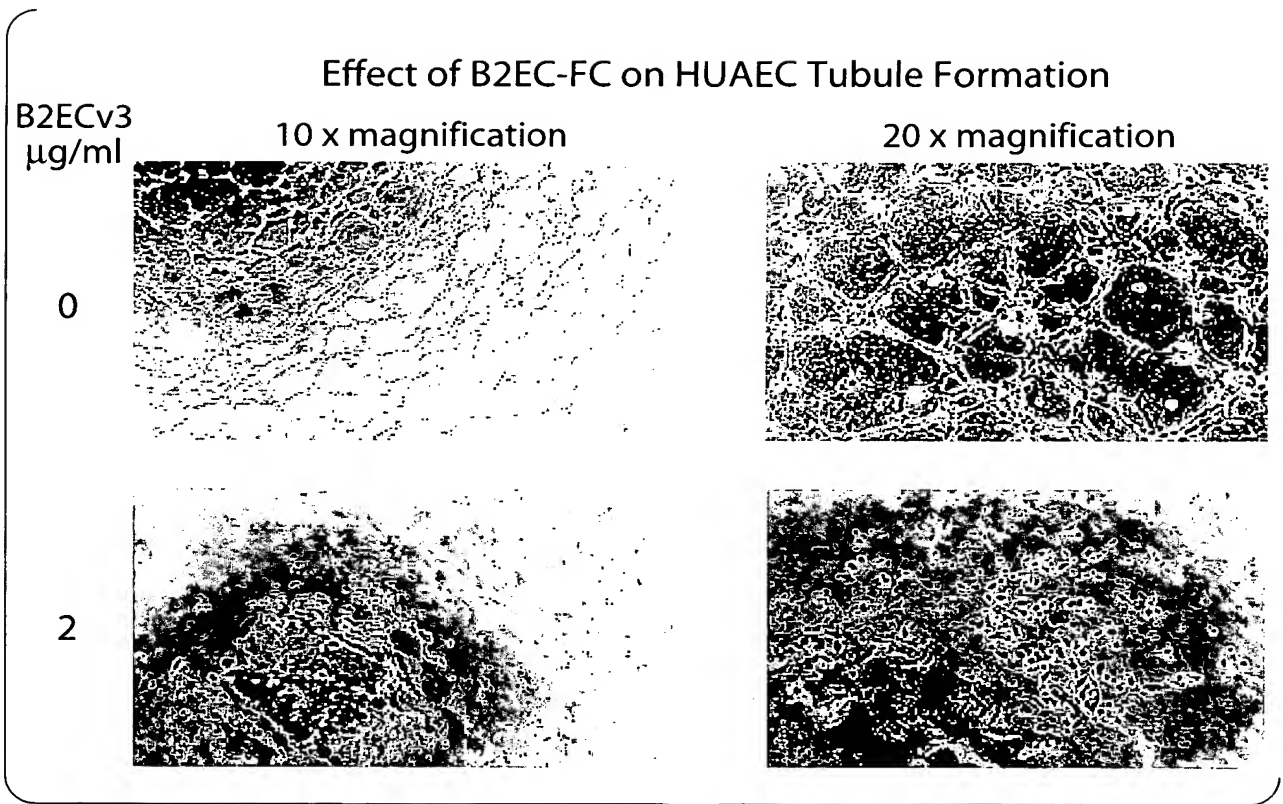 Effect of B2EC-FC on HUAEC Tubule Formation
B2ECv3
µg/ml
10 x magnification
20 x magnification
0
2